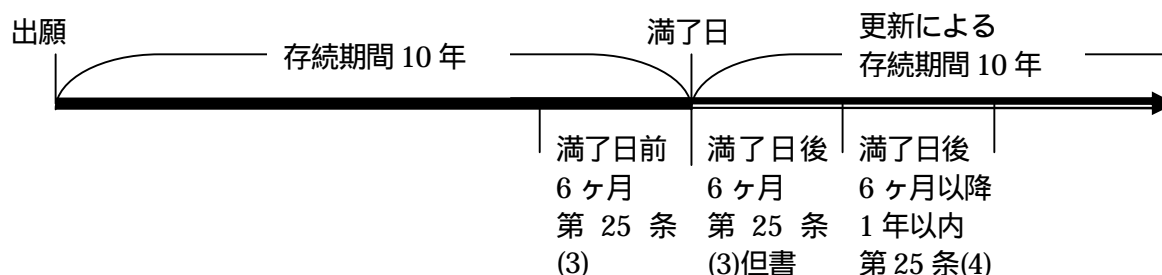 出願
存続期間 10 年
満了日
更新による
存続期間 10 年
満了日前
6 ヶ月
第 25 条
(3)
満了日後
6 ヶ月
第 25 条
(3)但書
満了日後
6 ヶ月以降
1 年以内
第 25 条(4)